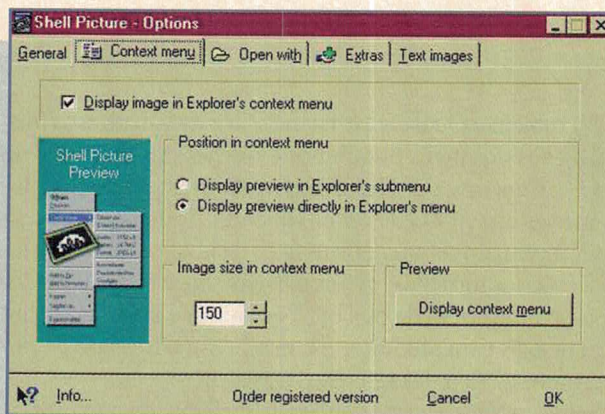 Shell Picture - Options
General Context menu Open with Extras Text images
Display image in Explorer's context menu
Shell Picture
Preview
Position in context menu
Display preview in Explorer's submenu
Display preview directly in Explorer's menu
Image size in context menu
150
Preview
Display context menu
Info...
Order registered version
Cancel
OK